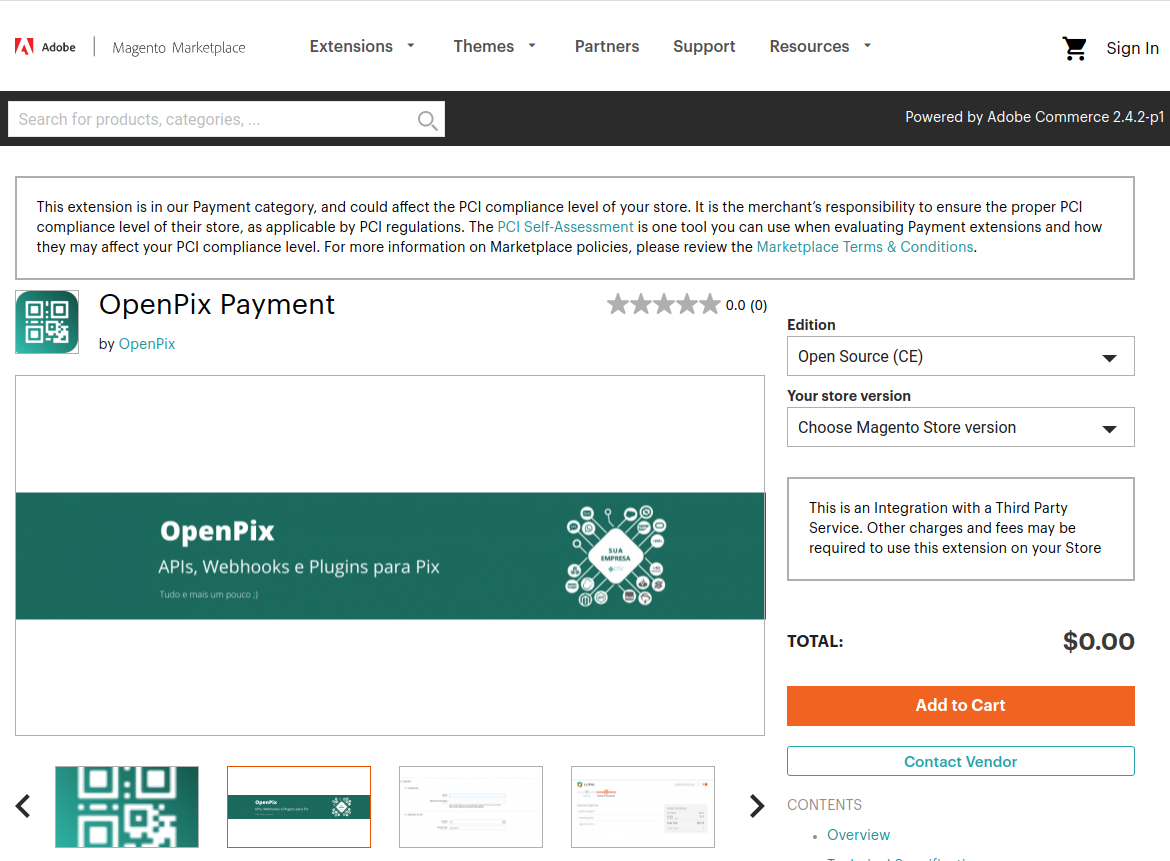 Adobe
Magento Marketplace
Extensions
Themes
Partners
Support
Resources
Sign In
Search for products, categories, ...
Powered by Adobe Commerce 2.4.2-p1
This extension is in our Payment category, and could affect the PCI compliance level of your store. It is the merchant's responsibility to ensure the proper PCI
compliance level of their store, as applicable by PCI regulations. The PCI Self-Assessment is one tool you can use when evaluating Payment extensions and how
they may affect your PCI compliance level. For more information on Marketplace policies, please review the Marketplace Terms & Conditions.
OpenPix Payment
0.0 (0)
by OpenPix
Edition
Open Source (CE)
Your store version
Choose Magento Store version
OpenPix
APIs, Webhooks e Plugins para Pix
Tudo e mais um pouco ;)
SUA
EMPRESA
This is an Integration with a Third Party
Service. Other charges and fees may be
required to use this extension on your Store
TOTAL:
$0.00
Add to Cart
Contact Vendor
OpenPix
APIs, Webhooks e Plugins para Pix
CONTENTS
Overview